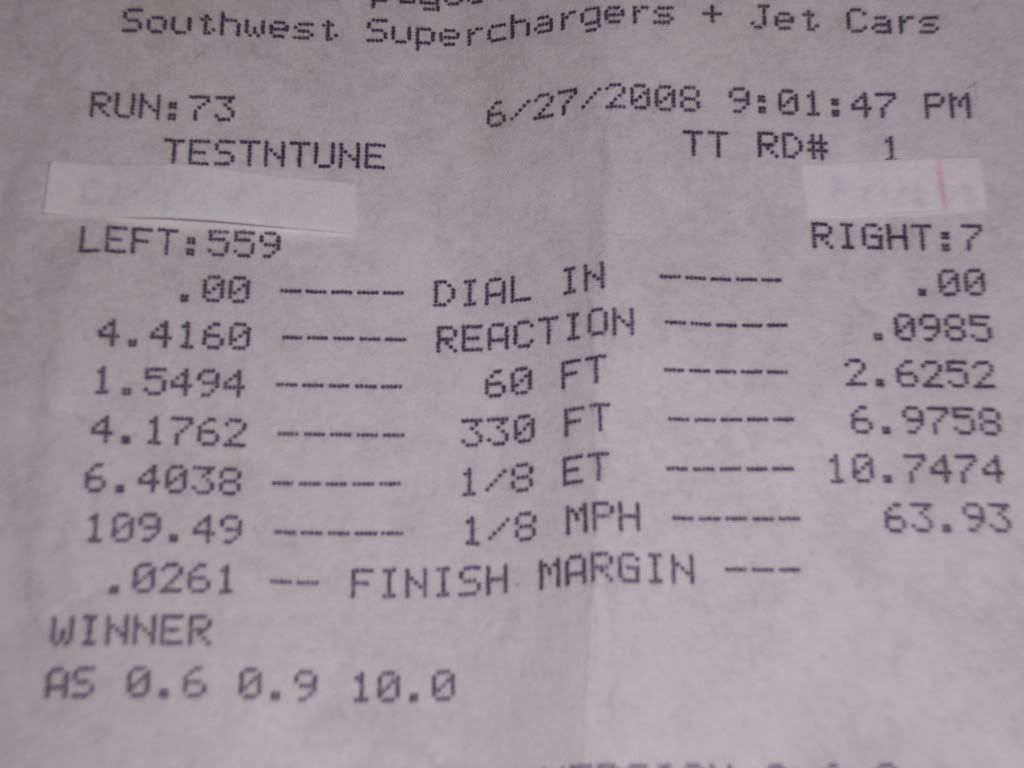 Southwest Superchargers + Jet Cars
RUN:73 6/27/2008 9:01:47 PM
TESTNTUNE TT RD# 1
LEFT:559 RIGHT:7
.00 ----- DIAL IN ----- .00
4.4160 ----- REACTION ----- .0985
1.5494 ----- 60 FT ----- 2.6252
4.1762 ----- 330 FT ----- 6.9758
6.4038 ----- 1/8 ET ----- 10.7474
109.49 ----- 1/8 MPH ----- 63.93
.0261 -- FINISH MARGIN ---
WINNER
AS 0.6 0.9 10.0